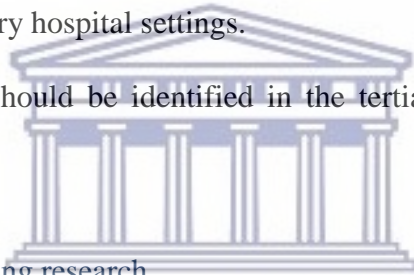 ry hospital settings.
hould be identified in the tertia
ng research